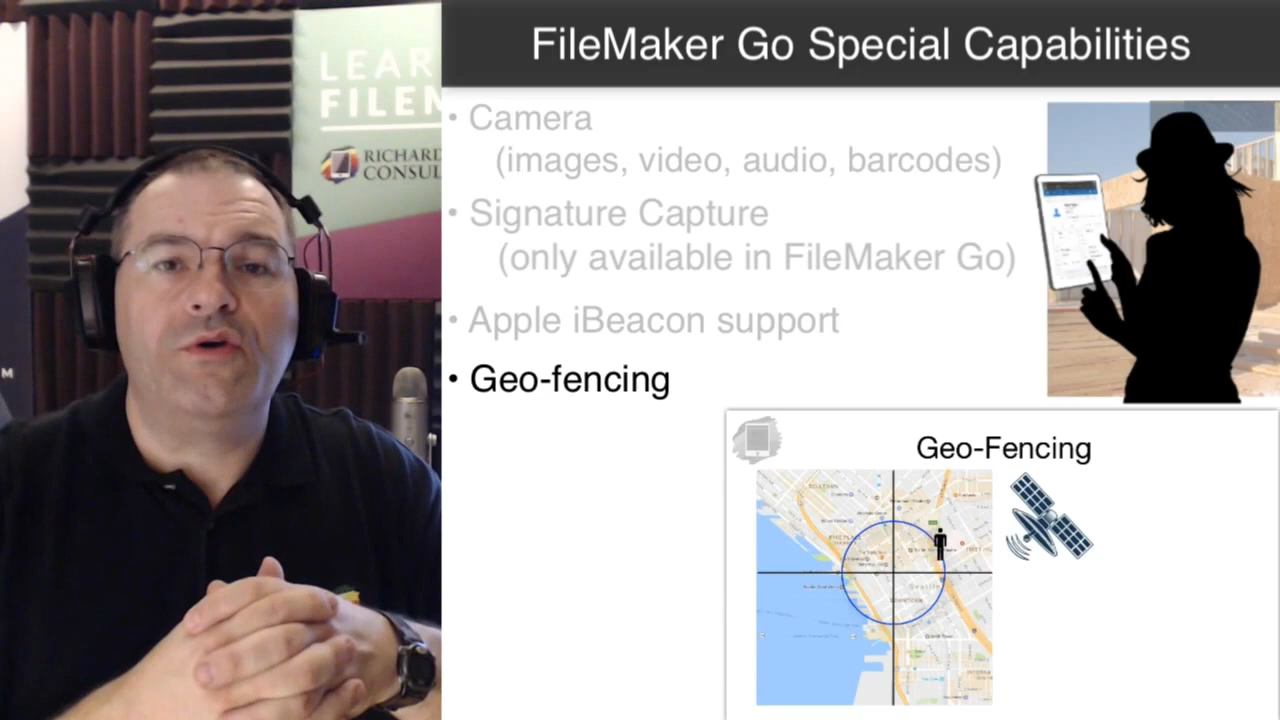 FileMaker Go Special Capabilities
LEAR
FILEM
RICHARD
CONSUL
M
• Camera
(images, video, audio, barcodes)
• Signature Capture
(only available in FileMaker Go)
• Apple iBeacon support
• Geo-fencing
Geo-Fencing